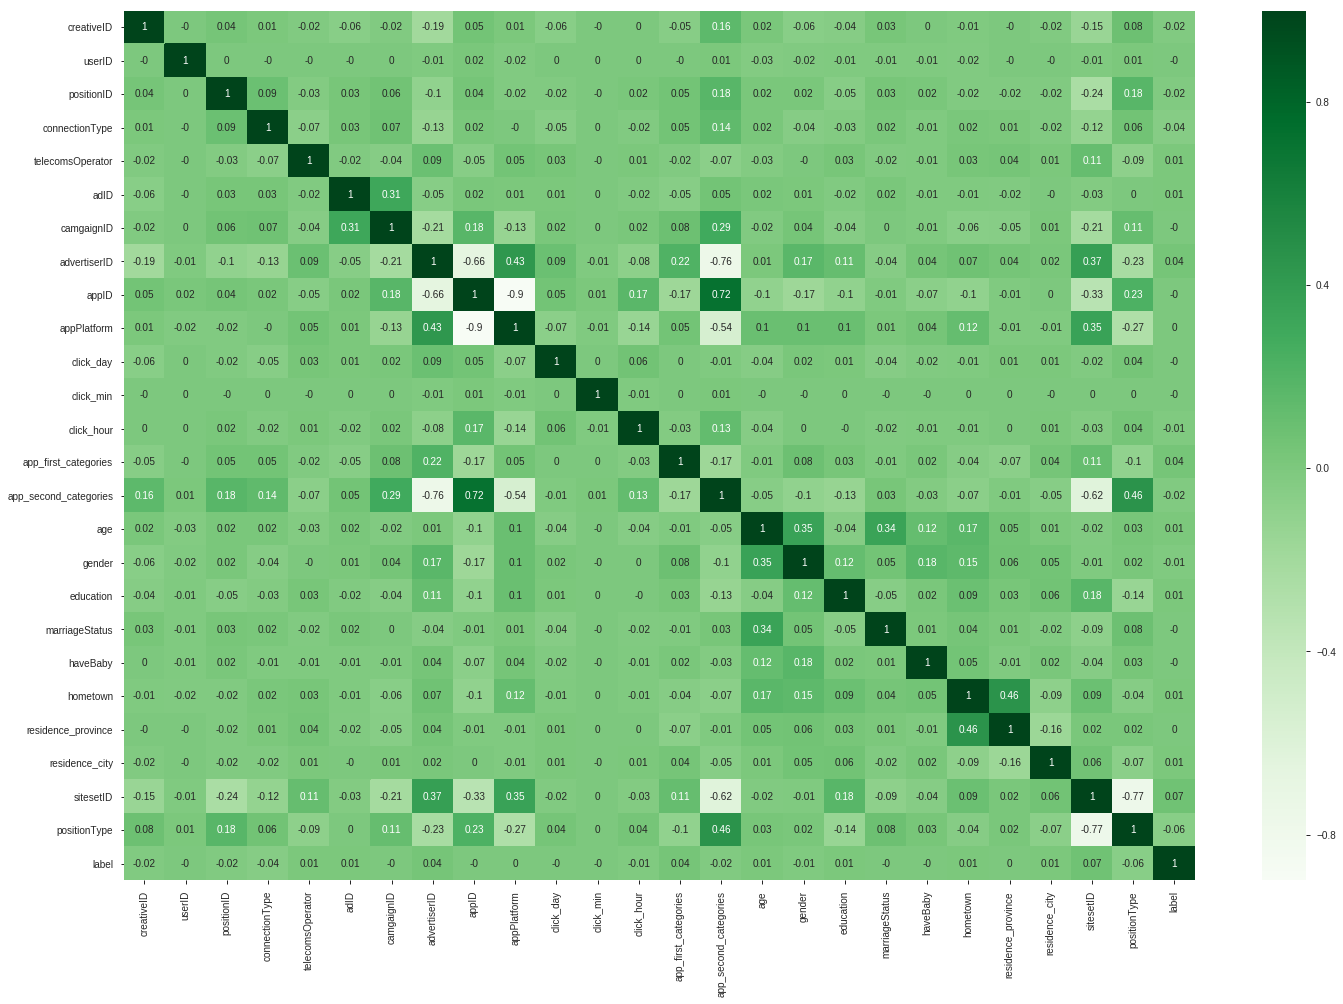 creativeID 1 -0 0.04 0.01 -0.02 -0.06 -0.02 -0.19 0.05 0.01 -0.06 -0 0 -0.05 0.16 0.02 -0.06 -0.04 0.03 0 -0.01 -0 -0.02 -0.15 0.08 -0.02
userID -0 1 0 -0 -0 -0 0 -0.01 0.02 -0.02 0 0 0 -0 0.01 -0.03 -0.02 -0.01 -0.01 -0.01 -0.02 -0 -0 -0.01 0.01 -0
positionID 0.04 0 1 0.09 -0.03 0.03 0.06 -0.1 0.04 -0.02 -0.02 -0 0.02 0.05 0.18 0.02 0.02 -0.05 0.03 0.02 -0.02 -0.02 -0.02 -0.24 0.18 -0.02
0.8
connectionType 0.01 -0 0.09 1 -0.07 0.03 0.07 -0.13 0.02 -0 -0.05 0 -0.02 0.05 0.14 0.02 -0.04 -0.03 0.02 -0.01 0.02 0.01 -0.02 -0.12 0.06 -0.04
telecomsOperator -0.02 -0 -0.03 -0.07 1 -0.02 -0.04 0.09 -0.05 0.05 0.03 -0 0.01 -0.02 -0.07 -0.03 -0 0.03 -0.02 -0.01 0.03 0.04 0.01 0.11 -0.09 0.01
adID -0.06 -0 0.03 0.03 -0.02 1 0.31 -0.05 0.02 0.01 0.01 0 -0.02 -0.05 0.05 0.02 0.01 -0.02 0.02 -0.01 -0.01 -0.02 -0 -0.03 0 0.01
camgaignID -0.02 0 0.06 0.07 -0.04 0.31 1 -0.21 0.18 -0.13 0.02 0 0.02 0.08 0.29 -0.02 0.04 -0.04 0 -0.01 -0.06 -0.05 0.01 -0.21 0.11 -0
advertiserID -0.19 -0.01 -0.1 -0.13 0.09 -0.05 -0.21 1 -0.66 0.43 0.09 -0.01 -0.08 0.22 -0.76 0.01 0.17 0.11 -0.04 0.04 0.07 0.04 0.02 0.37 -0.23 0.04
0.4
appID 0.05 0.02 0.04 0.02 -0.05 0.02 0.18 -0.66 1 -0.9 0.05 0.01 0.17 -0.17 0.72 -0.1 -0.17 -0.1 -0.01 -0.07 -0.1 -0.01 0 -0.33 0.23 -0
appPlatform 0.01 -0.02 -0.02 -0 0.05 0.01 -0.13 0.43 -0.9 1 -0.07 -0.01 -0.14 0.05 -0.54 0.1 0.1 0.1 0.01 0.04 0.12 -0.01 -0.01 0.35 -0.27 0
click_day -0.06 0 -0.02 -0.05 0.03 0.01 0.02 0.09 0.05 -0.07 1 0 0.06 0 -0.01 -0.04 0.02 0.01 -0.04 -0.02 -0.01 0.01 0.01 -0.02 0.04 -0
click_min -0 0 -0 0 -0 0 0 -0.01 0.01 -0.01 0 1 -0.01 0 0.01 -0 -0 0 -0 -0 0 0 -0 0 0 -0
click_hour 0 0 0.02 -0.02 0.01 -0.02 0.02 -0.08 0.17 -0.14 0.06 -0.01 1 -0.03 0.13 -0.04 0 -0 -0.02 -0.01 -0.01 0 0.01 -0.03 0.04 -0.01
app_first_categories -0.05 -0 0.05 0.05 -0.02 -0.05 0.08 0.22 -0.17 0.05 0 0 -0.03 1 -0.17 -0.01 0.08 0.03 -0.01 0.02 -0.04 -0.07 0.04 0.11 -0.1 0.04
0.0
app_second_categories 0.16 0.01 0.18 0.14 -0.07 0.05 0.29 -0.76 0.72 -0.54 -0.01 0.01 0.13 -0.17 1 -0.05 -0.1 -0.13 0.03 -0.03 -0.07 -0.01 -0.05 -0.62 0.46 -0.02
age 0.02 -0.03 0.02 0.02 -0.03 0.02 -0.02 0.01 -0.1 0.1 -0.04 -0 -0.04 -0.01 -0.05 1 0.35 -0.04 0.34 0.12 0.17 0.05 0.01 -0.02 0.03 0.01
gender -0.06 -0.02 0.02 -0.04 -0 0.01 0.04 0.17 -0.17 0.1 0.02 -0 0 0.08 -0.1 0.35 1 0.12 0.05 0.18 0.15 0.06 0.05 -0.01 0.02 -0.01
education -0.04 -0.01 -0.05 -0.03 0.03 -0.02 -0.04 0.11 -0.1 0.1 0.01 0 -0 0.03 -0.13 -0.04 0.12 1 -0.05 0.02 0.09 0.03 0.06 0.18 -0.14 0.01
marriageStatus 0.03 -0.01 0.03 0.02 -0.02 0.02 0 -0.04 -0.01 0.01 -0.04 -0 -0.02 -0.01 0.03 0.34 0.05 -0.05 1 0.01 0.04 0.01 -0.02 -0.09 0.08 -0
−0.4
haveBaby 0 -0.01 0.02 -0.01 -0.01 -0.01 -0.01 0.04 -0.07 0.04 -0.02 -0 -0.01 0.02 -0.03 0.12 0.18 0.02 0.01 1 0.05 -0.01 0.02 -0.04 0.03 -0
hometown -0.01 -0.02 -0.02 0.02 0.03 -0.01 -0.06 0.07 -0.1 0.12 -0.01 0 -0.01 -0.04 -0.07 0.17 0.15 0.09 0.04 0.05 1 0.46 -0.09 0.09 -0.04 0.01
residence_province -0 -0 -0.02 0.01 0.04 -0.02 -0.05 0.04 -0.01 -0.01 0.01 0 0 -0.07 -0.01 0.05 0.06 0.03 0.01 -0.01 0.46 1 -0.16 0.02 0.02 0
residence_city -0.02 -0 -0.02 -0.02 0.01 -0 0.01 0.02 0 -0.01 0.01 -0 0.01 0.04 -0.05 0.01 0.05 0.06 -0.02 0.02 -0.09 -0.16 1 0.06 -0.07 0.01
sitesetID -0.15 -0.01 -0.24 -0.12 0.11 -0.03 -0.21 0.37 -0.33 0.35 -0.02 0 -0.03 0.11 -0.62 -0.02 -0.01 0.18 -0.09 -0.04 0.09 0.02 0.06 1 -0.77 0.07
positionType 0.08 0.01 0.18 0.06 -0.09 0 0.11 -0.23 0.23 -0.27 0.04 0 0.04 -0.1 0.46 0.03 0.02 -0.14 0.08 0.03 -0.04 0.02 -0.07 -0.77 1 -0.06
−0.8
label -0.02 -0 -0.02 -0.04 0.01 0.01 -0 0.04 -0 0 -0 -0 -0.01 0.04 -0.02 0.01 -0.01 0.01 -0 -0 0.01 0 0.01 0.07 -0.06 1
creativeID
userID
positionID
connectionType
telecomsOperator
adID
camgaignID
advertiserID
appID
appPlatform
click_day
click_min
click_hour
app_first_categories
app_second_categories
age
gender
education
marriageStatus
haveBaby
hometown
residence_province
residence_city
sitesetID
positionType
label